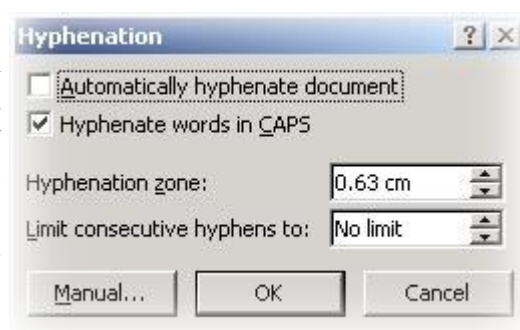 Hyphenation
Automatically hyphenate document
Hyphenate words in CAPS
Hyphenation zone: 0.63 cm
Limit consecutive hyphens to: No limit
Manual... OK Cancel